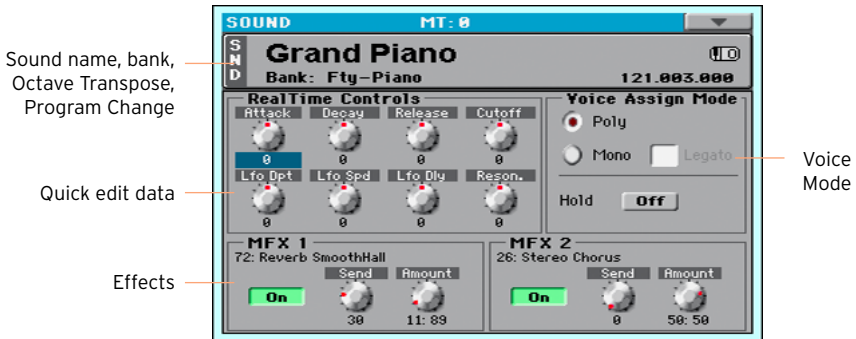 SOUND MT: 0
Sound name, bank,
Octave Transpose,
Program Change
SND
Grand Piano
Bank: Fty-Piano 121.003.000
RealTime Controls
Attack Decay Release Cutoff
0 0 0 0
Quick edit data
Lfo Dpt Lfo Spd Lfo Dly Reson.
0 0 0 0
Voice Assign Mode
Poly
Mono Legato
Hold Off
Voice
Mode
Effects
MFX 1
72: Reverb SmoothHall
Send Amount
On
30 11: 89
MFX 2
26: Stereo Chorus
Send Amount
On
0 50: 50